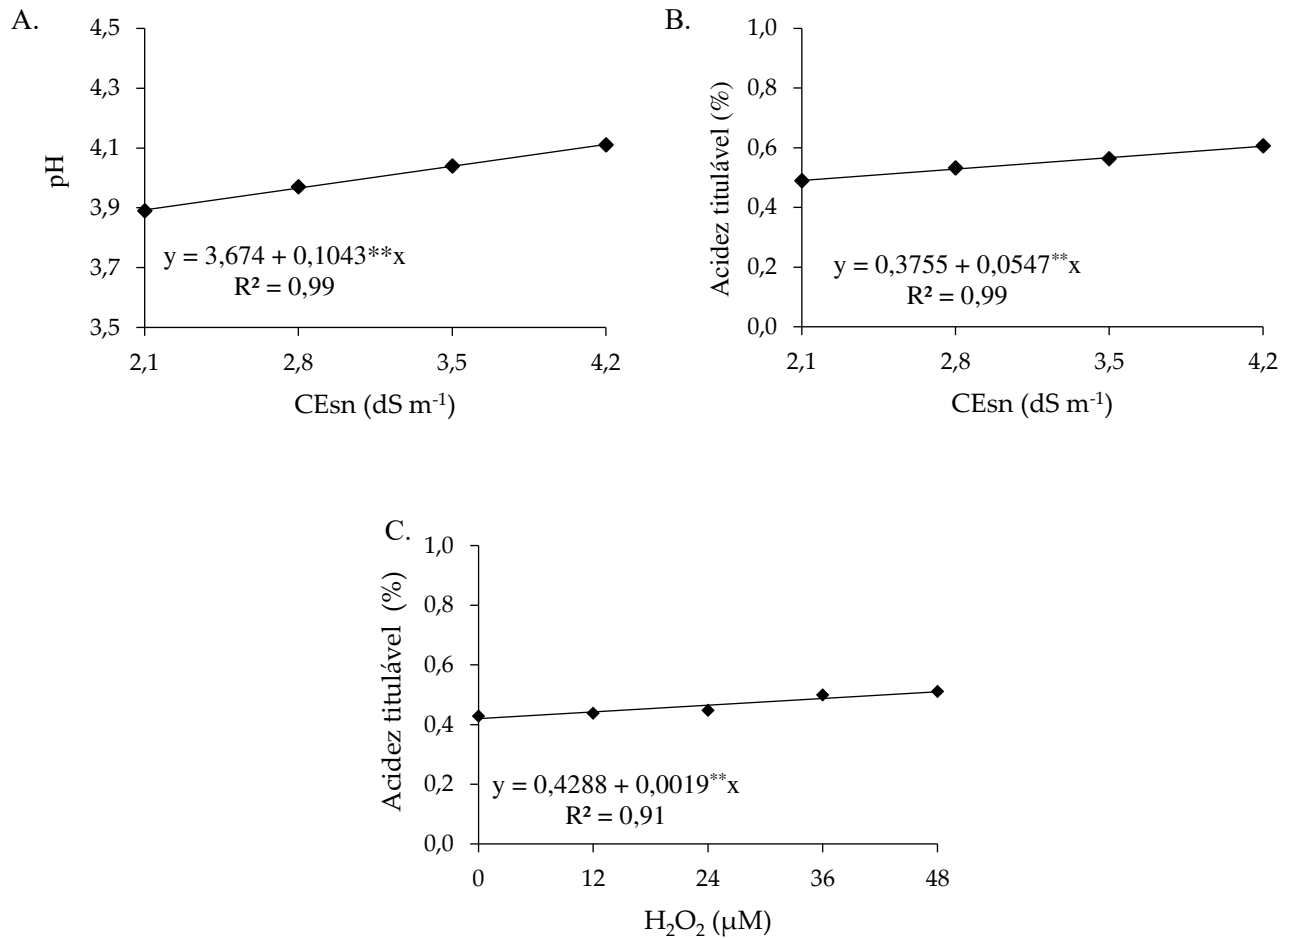 A.
pH
4,5
4,3
4,1
3,9
3,7
3,5
y = 3,674 + 0,1043**x
R² = 0,99
2,1 2,8 3,5 4,2
CEsn (dS m⁻¹)
B.
Acidez titulável (%)
1,0
0,8
0,6
0,4
0,2
0,0
y = 0,3755 + 0,0547**x
R² = 0,99
2,1 2,8 3,5 4,2
CEsn (dS m⁻¹)
C.
Acidez titulável (%)
1,0
0,8
0,6
0,4
0,2
0,0
y = 0,4288 + 0,0019**x
R² = 0,91
0 12 24 36 48
H₂O₂ (µM)